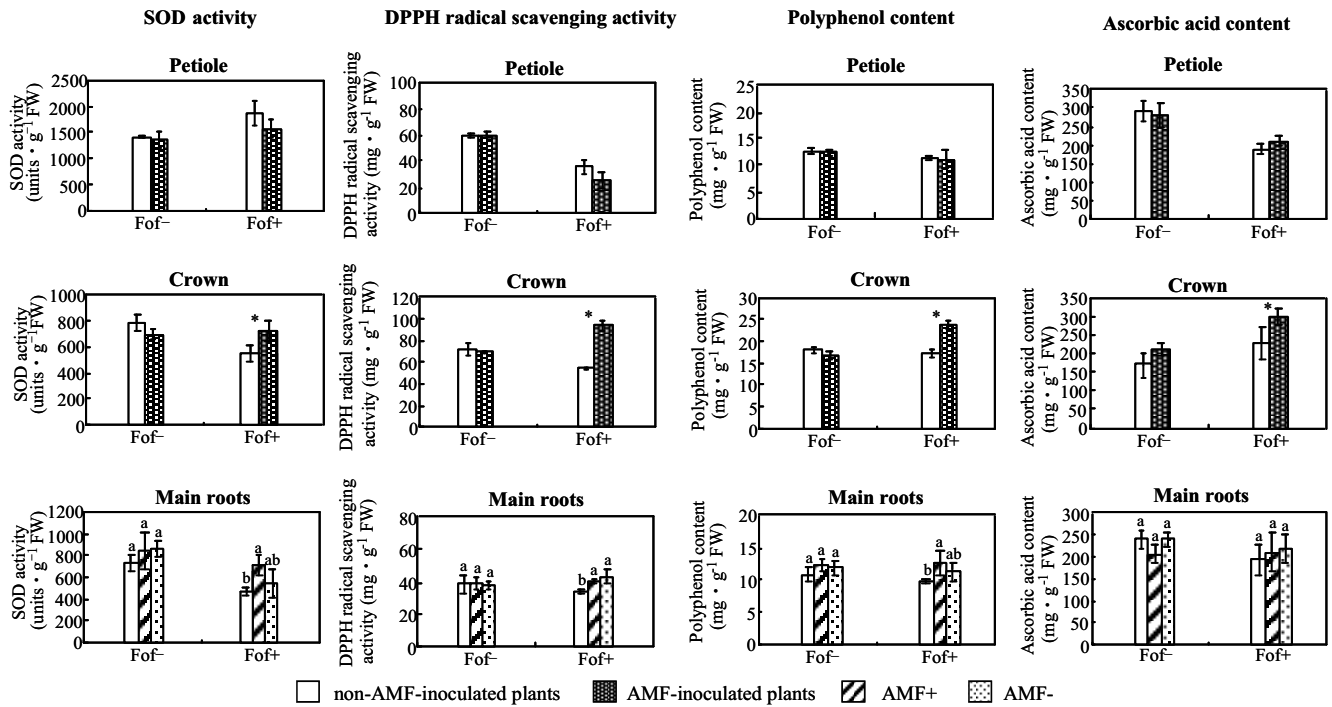 SOD activity
DPPH radical scavenging activity
Polyphenol content
Ascorbic acid content
Petiole
SOD activity
(units・g⁻¹ FW)
2500
2000
1500
1000
500
0
Fof−
Fof+
Petiole
DPPH radical scavenging
activity (mg・g⁻¹ FW)
100
80
60
40
20
0
Fof−
Fof+
Petiole
Polyphenol content
(mg・g⁻¹ FW)
25
20
15
10
5
0
Fof−
Fof+
Petiole
Ascorbic acid content
(mg・g⁻¹ FW)
350
300
250
200
150
100
50
0
Fof−
Fof+
Crown
SOD activity
(units・g⁻¹FW)
1000
800
600
400
200
0
*
Fof−
Fof+
Crown
DPPH radical scavenging
activity (mg・g⁻¹ FW)
120
100
80
60
40
20
0
*
Fof−
Fof+
Crown
Polyphenol content
(mg・g⁻¹ FW)
30
25
20
15
10
5
0
*
Fof−
Fof+
Crown
Ascorbic acid content
(mg・g⁻¹ FW)
350
300
250
200
150
100
50
0
*
Fof−
Fof+
Main roots
SOD activity
(units・g⁻¹ FW)
1200
1000
800
600
400
200
0
a a a b a ab
Fof−
Fof+
Main roots
DPPH radical scavenging
activity (mg・g⁻¹ FW)
80
60
40
20
0
a a a b a a
Fof−
Fof+
Main roots
Polyphenol content
(mg・g⁻¹ FW)
20
15
10
5
0
a a a b a ab
Fof−
Fof+
Main roots
Ascorbic acid content
(mg・g⁻¹ FW)
300
250
200
150
100
50
0
a a a a a a
Fof−
Fof+
non-AMF-inoculated plants
AMF-inoculated plants
AMF+
AMF-